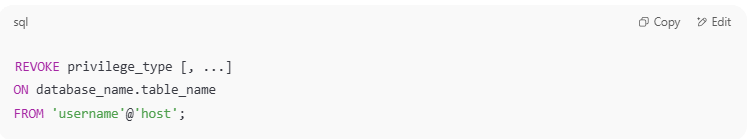 sql
Copy
Edit
REVOKE privilege_type [, ...]
ON database_name.table_name
FROM 'username'@'host';